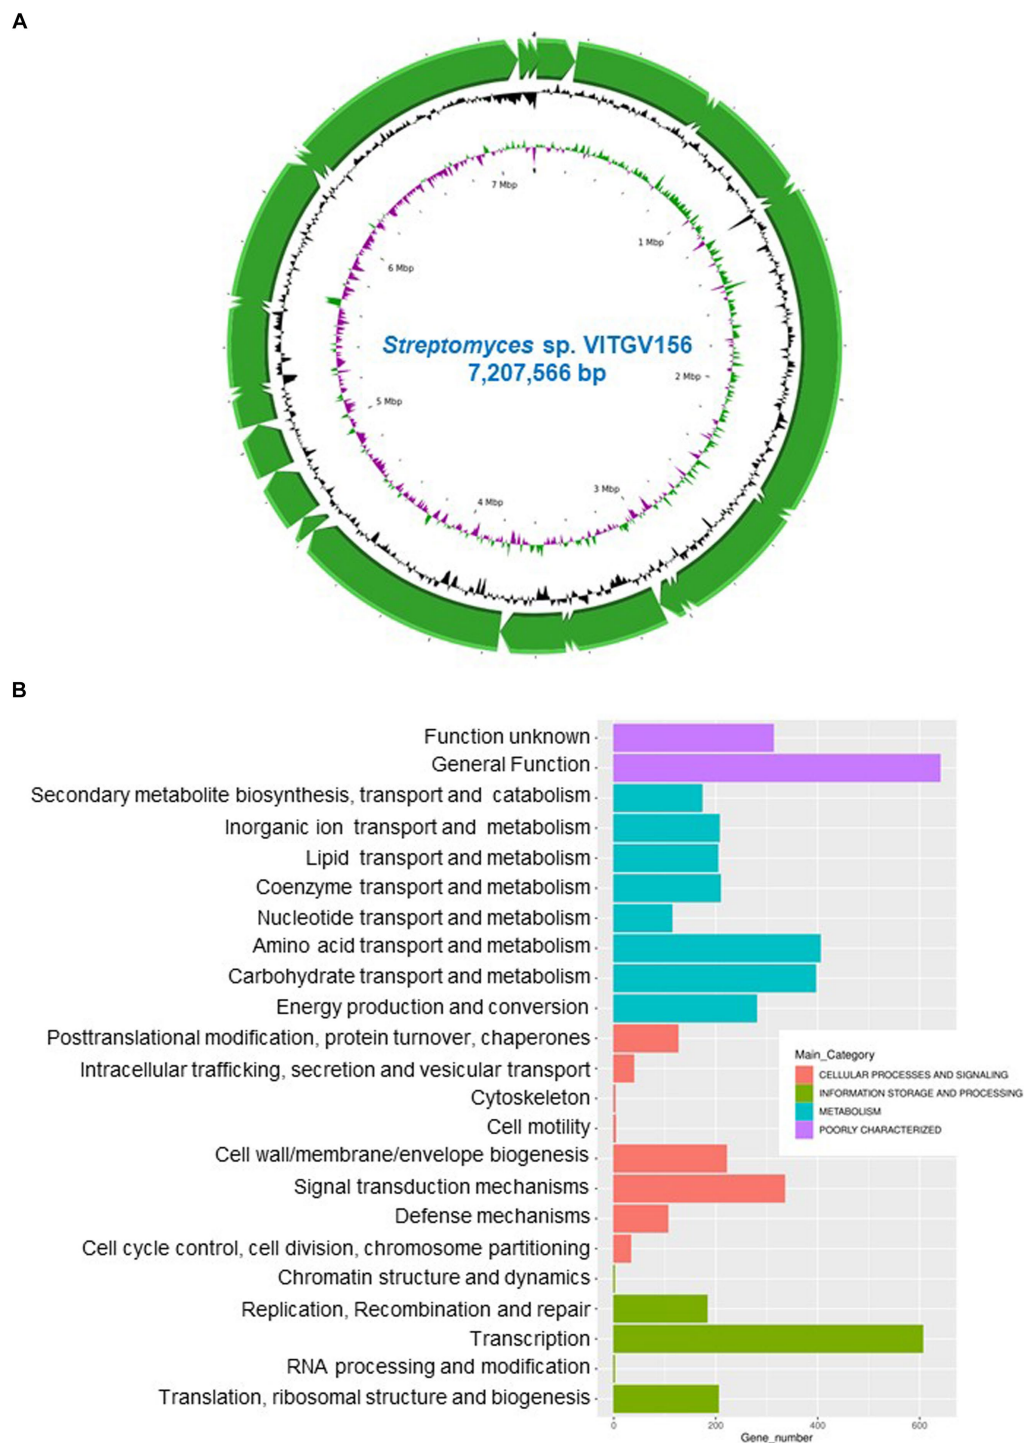 A
7 Mbp
1 Mbp
6 Mbp
Streptomyces sp. VITGV156
7,207,566 bp
2 Mbp
5 Mbp
3 Mbp
4 Mbp
B
Function unknown
General Function
Secondary metabolite biosynthesis, transport and catabolism
Inorganic ion transport and metabolism
Lipid transport and metabolism
Coenzyme transport and metabolism
Nucleotide transport and metabolism
Amino acid transport and metabolism
Carbohydrate transport and metabolism
Energy production and conversion
Posttranslational modification, protein turnover, chaperones
Intracellular trafficking, secretion and vesicular transport
Cytoskeleton
Cell motility
Cell wall/membrane/envelope biogenesis
Signal transduction mechanisms
Defense mechanisms
Cell cycle control, cell division, chromosome partitioning
Chromatin structure and dynamics
Replication, Recombination and repair
Transcription
RNA processing and modification
Translation, ribosomal structure and biogenesis
Main_Category
CELLULAR PROCESSES AND SIGNALING
INFORMATION STORAGE AND PROCESSING
METABOLISM
POORLY CHARACTERIZED
0 200 400 600
Gene_number